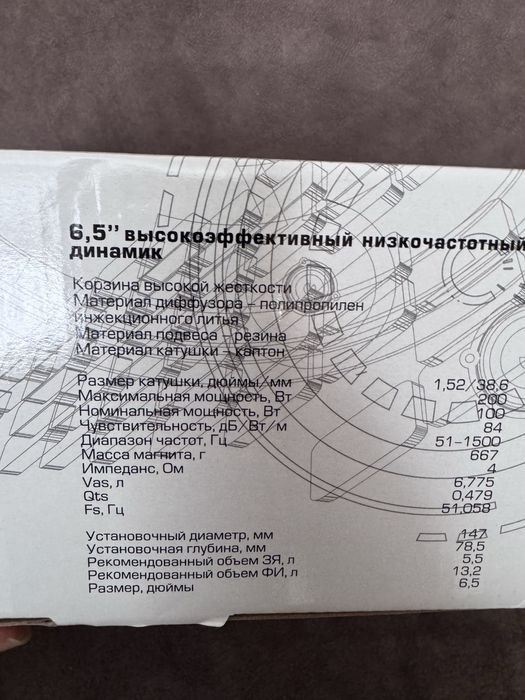 6,5’’ высокоэффективный низкочастотный
динамик
Корзина высокой жесткости
Материал диффузора – полипропилен
инжекционного литья
Материал подвеса – резина
Материал катушки – каптон
Размер катушки, дюймы/мм 1,52/38,6
Максимальная мощность, Вт 200
Номинальная мощность, Вт 100
Чувствительность, дБ/Вт/м 84
Диапазон частот, Гц 51-1500
Масса магнита, г 667
Импеданс, Ом 4
Vas, л 6,775
Qts 0,479
Fs, Гц 51,058
Установочный диаметр, мм 147
Установочная глубина, мм 78,5
Рекомендованный объем ЗЯ, л 5,5
Рекомендованный объем ФИ, л 13,2
Размер, дюймы 6,5